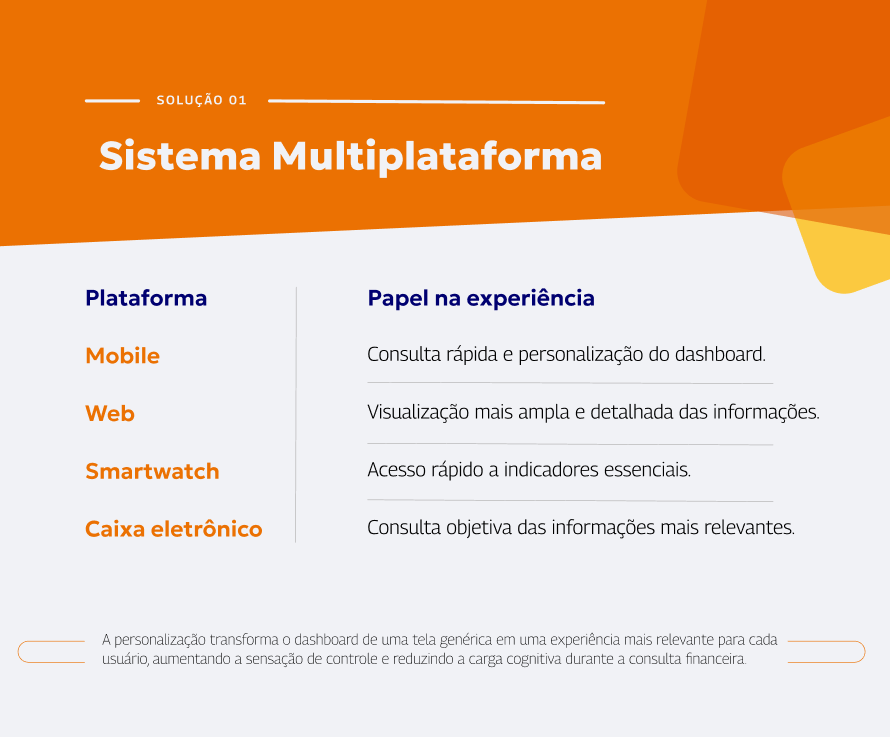 SOLUÇÃO 01
Sistema Multiplataforma
Plataforma
Papel na experiência
Mobile
Consulta rápida e personalização do dashboard.
Web
Visualização mais ampla e detalhada das informações.
Smartwatch
Acesso rápido a indicadores essenciais.
Caixa eletrônico
Consulta objetiva das informações mais relevantes.
A personalização transforma o dashboard de uma tela genérica em uma experiência mais relevante para cada
usuário, aumentando a sensação de controle e reduzindo a carga cognitiva durante a consulta financeira.